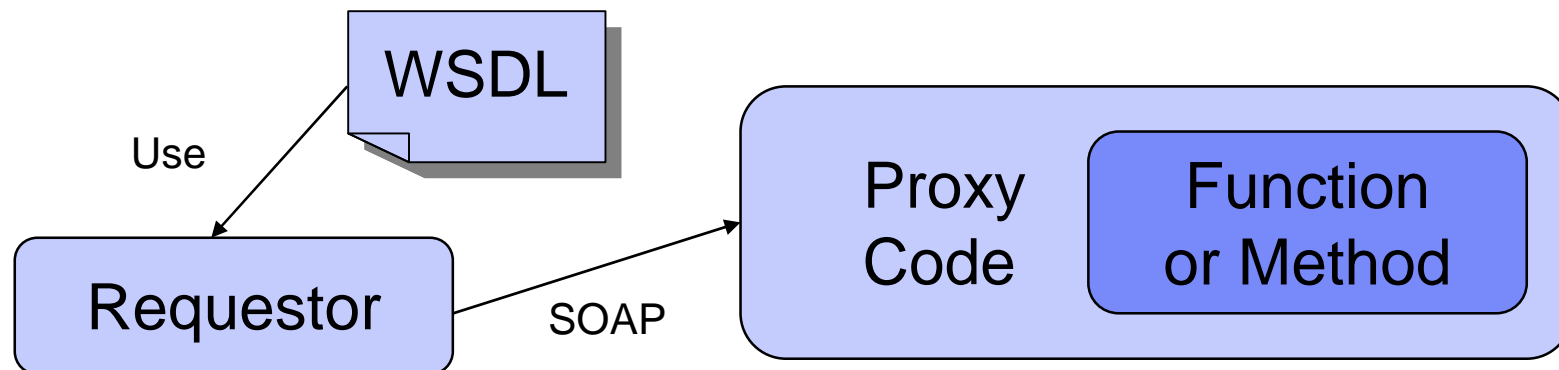 WSDL
Use
Proxy
Code
Function
or Method
Requestor
SOAP